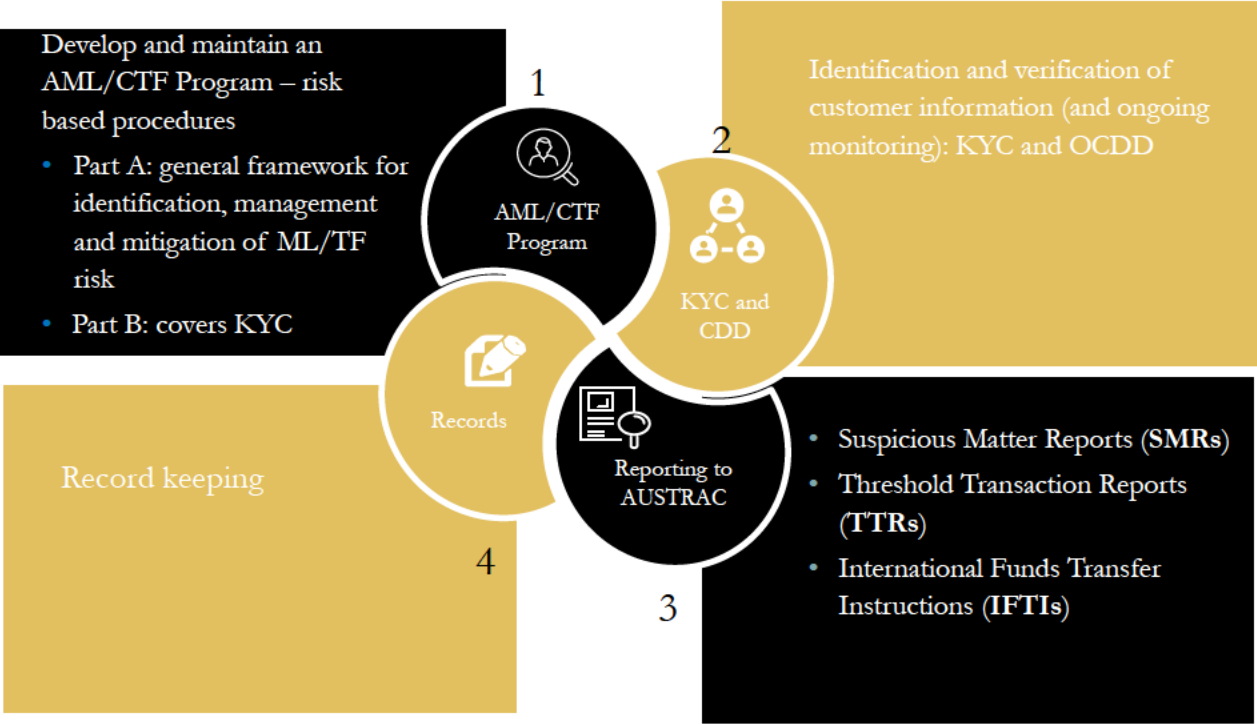 Develop and maintain an
AML/CTF Program – risk
based procedures
• Part A: general framework for
identification, management
and mitigation of ML/TF
risk
• Part B: covers KYC
1
AML/CTF
Program
2
KYC and
CDD
Identification and verification of
customer information (and ongoing
monitoring): KYC and OCDD
Records
4
Record keeping
Reporting to
AUSTRAC
3
• Suspicious Matter Reports (SMRs)
• Threshold Transaction Reports
(TTRs)
• International Funds Transfer
Instructions (IFTIs)